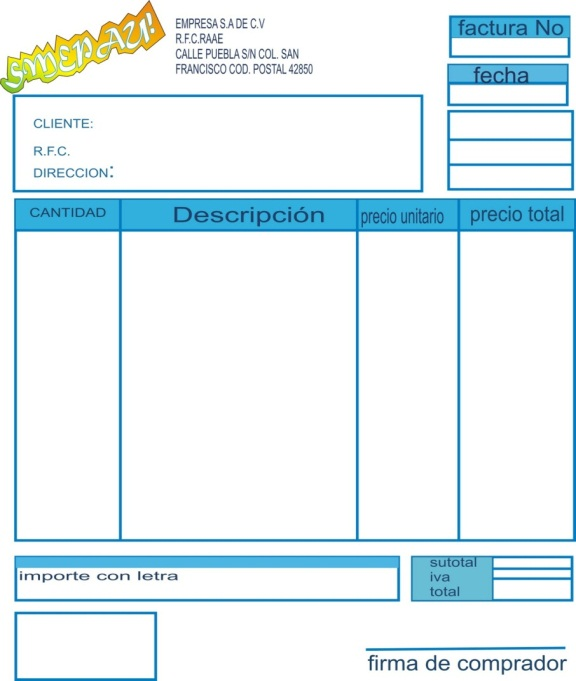 SMEPAU!
EMPRESA S.A DE C.V
R.F.C.RAAE
CALLE PUEBLA S/N COL. SAN
FRANCISCO COD. POSTAL 42850
factura No
fecha
CLIENTE:
R.F.C.
DIRECCION:
CANTIDAD Descripción precio unitario precio total
importe con letra
sutotal
iva
total
firma de comprador